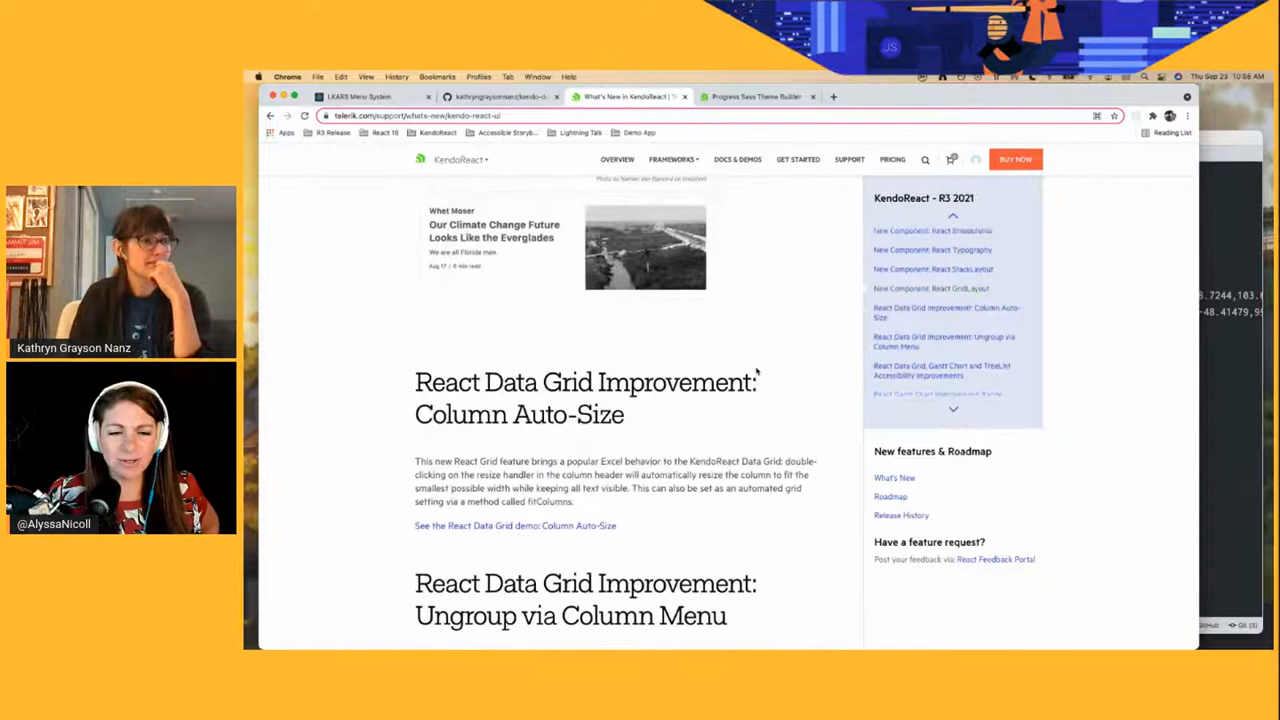 JS
Chrome File Edit View History Bookmarks Profiles Tab Window Help
Thu Sep 23 10:56 AM
LKARS Menu System
kathryngraysonnanz/kendo-d
What's New in KendoReact | T
Progress Sass Theme Builder
telerik.com/support/whats-new/kendo-react-ui
Apps R3 Release React 18 KendoReact Accessible Storyb... Lightning Talk Demo App
Reading List
KendoReact
OVERVIEW FRAMEWORKS DOCS & DEMOS GET STARTED SUPPORT PRICING BUY NOW
Whet Moser
Our Climate Change Future
Looks Like the Everglades
We are all Florida men.
Aug 17 | 6 min read
React Data Grid Improvement:
Column Auto-Size
This new React Grid feature brings a popular Excel behavior to the KendoReact Data Grid: double-
clicking on the resize handler in the column header will automatically resize the column to fit the
smallest possible width while keeping all text visible. This can also be set as an automated grid
setting via a method called fitColumns.
See the React Data Grid demo: Column Auto-Size
React Data Grid Improvement:
Ungroup via Column Menu
KendoReact - R3 2021
New Component: React Breadcrumb
New Component: React Typography
New Component: React StackLayout
New Component: React GridLayout
React Data Grid Improvement: Column Auto-
Size
React Data Grid Improvement: Ungroup via
Column Menu
React Data Grid, Gantt Chart and TreeList
Accessibility Improvements
New features & Roadmap
What's New
Roadmap
Release History
Have a feature request?
Post your feedback via: React Feedback Portal
8.7244,103.
-48.41479,9
GitHub Git (3)
Kathryn Grayson Nanz
@AlyssaNicoll